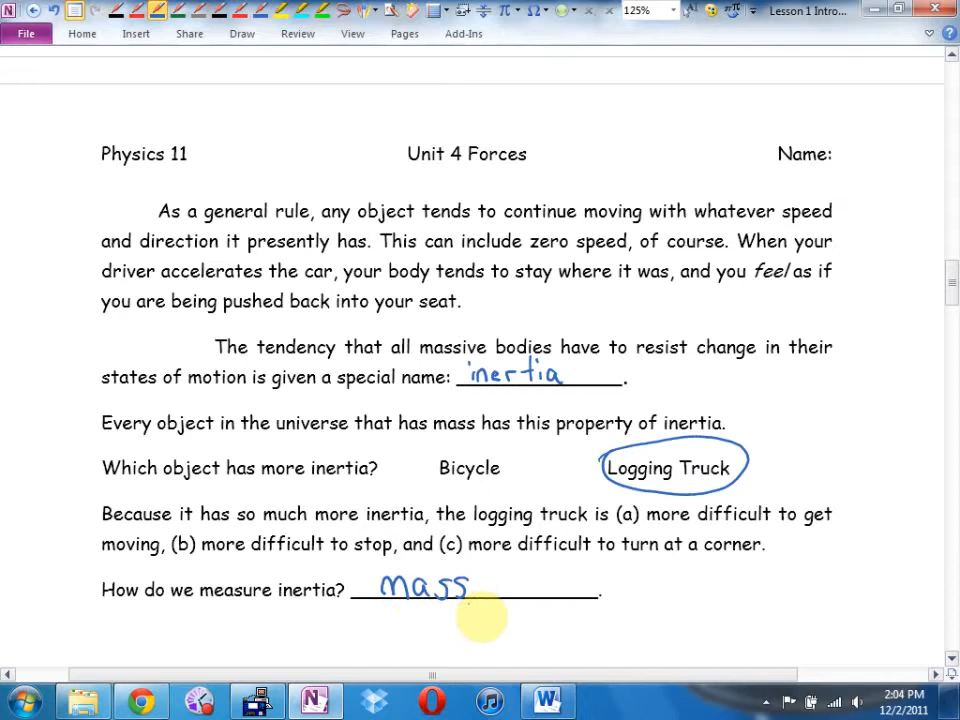 125% Lesson 1 Intro...
File Home Insert Share Draw Review View Pages Add-Ins
Physics 11 Unit 4 Forces Name:
As a general rule, any object tends to continue moving with whatever speed
and direction it presently has. This can include zero speed, of course. When your
driver accelerates the car, your body tends to stay where it was, and you feel as if
you are being pushed back into your seat.
The tendency that all massive bodies have to resist change in their
states of motion is given a special name: inertia.
Every object in the universe that has mass has this property of inertia.
Which object has more inertia? Bicycle Logging Truck
Because it has so much more inertia, the logging truck is (a) more difficult to get
moving, (b) more difficult to stop, and (c) more difficult to turn at a corner.
How do we measure inertia? mass.
2:04 PM
12/2/2011